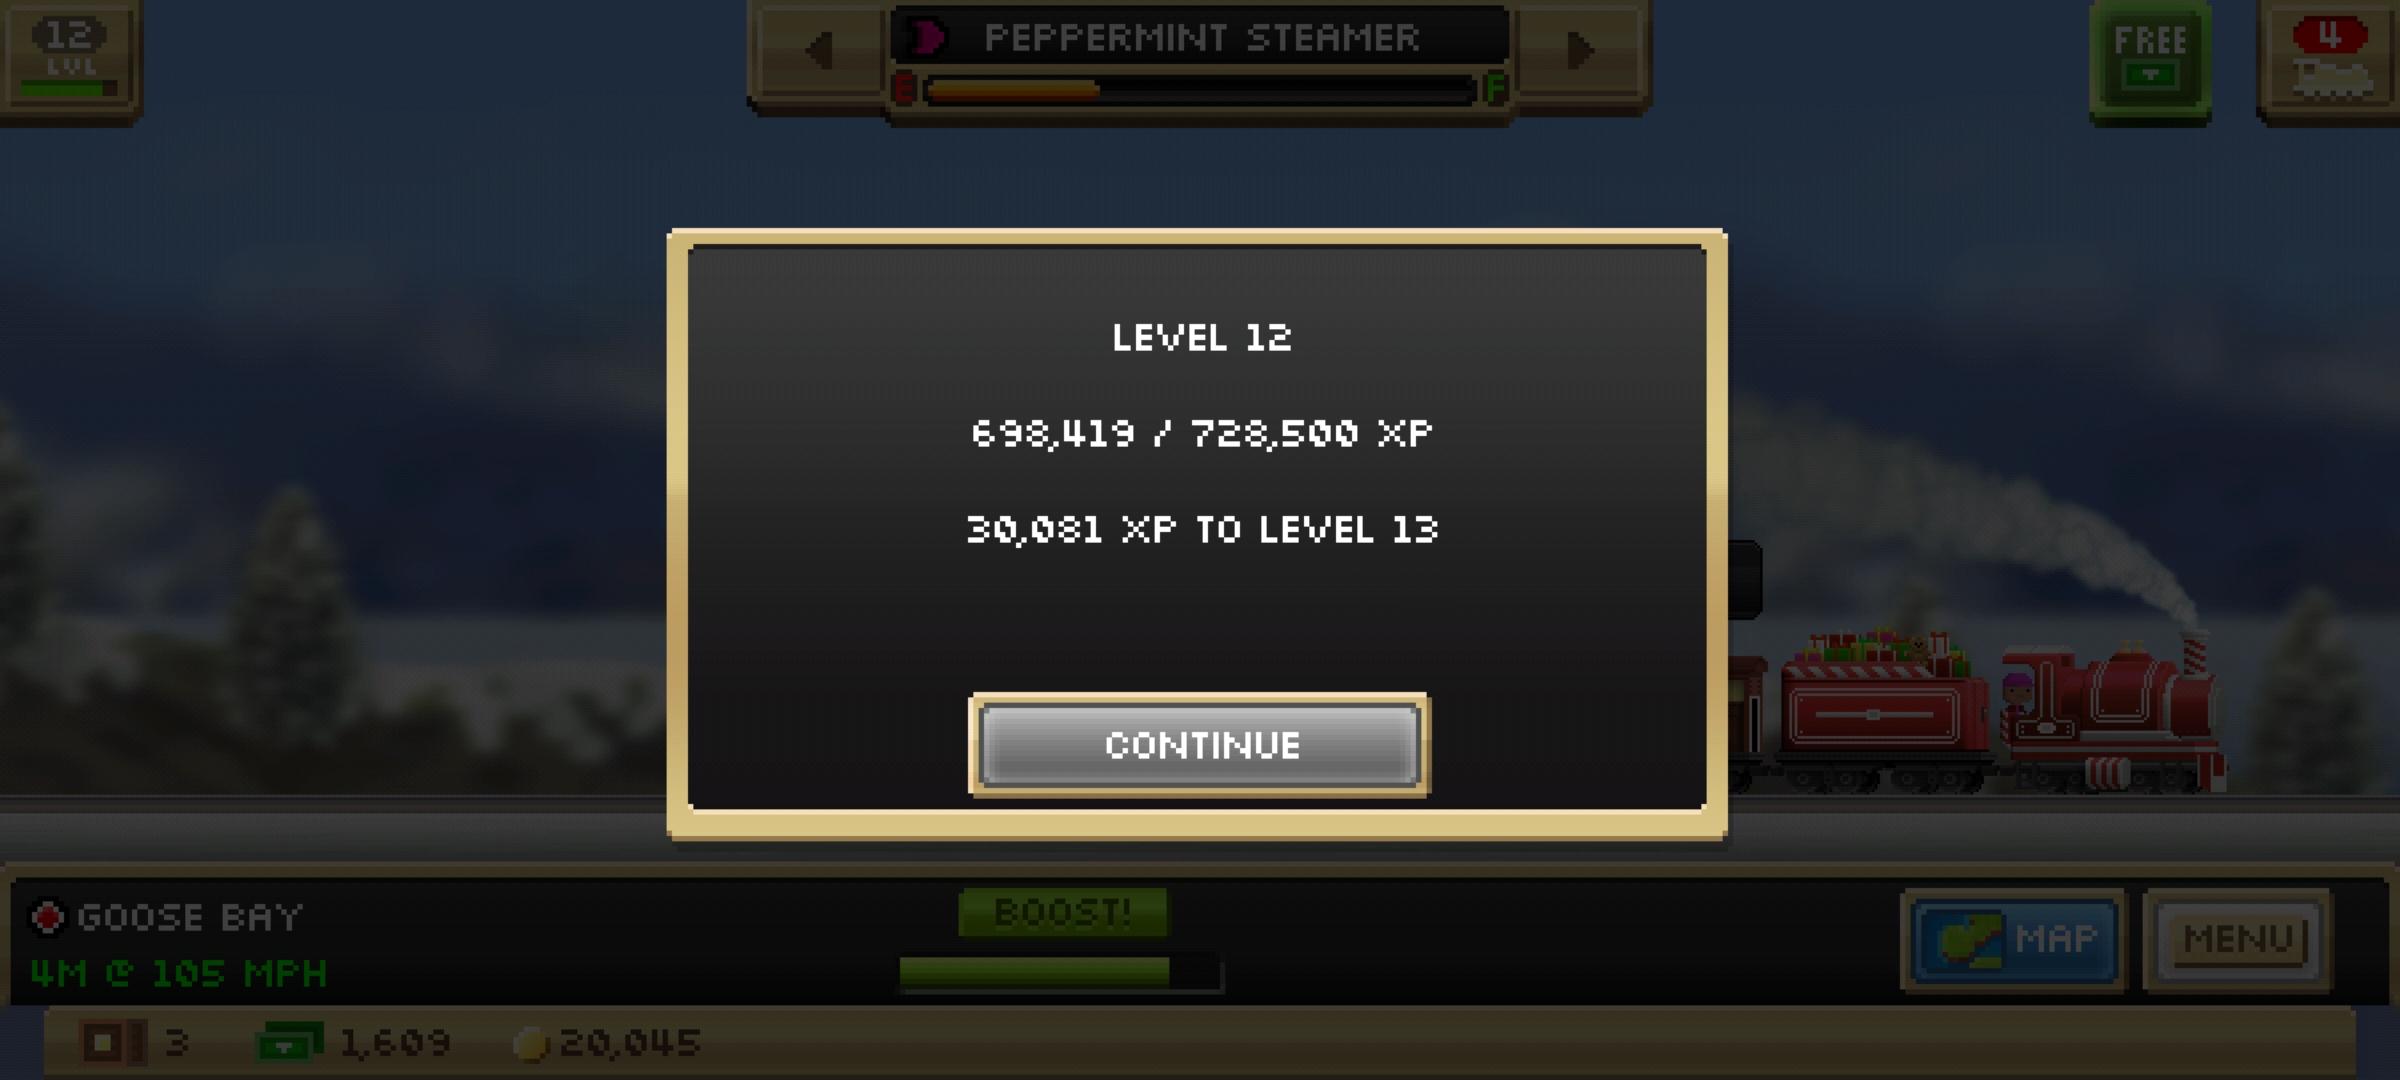 12
LVL
PEPPERMINT STEAMER
E F
FREE
4
LEVEL 12
698,419 / 728,500 XP
30,081 XP TO LEVEL 13
CONTINUE
GOOSE BAY
4M @ 105 MPH
BOOST!
MAP
MENU
3 1,609 20,045